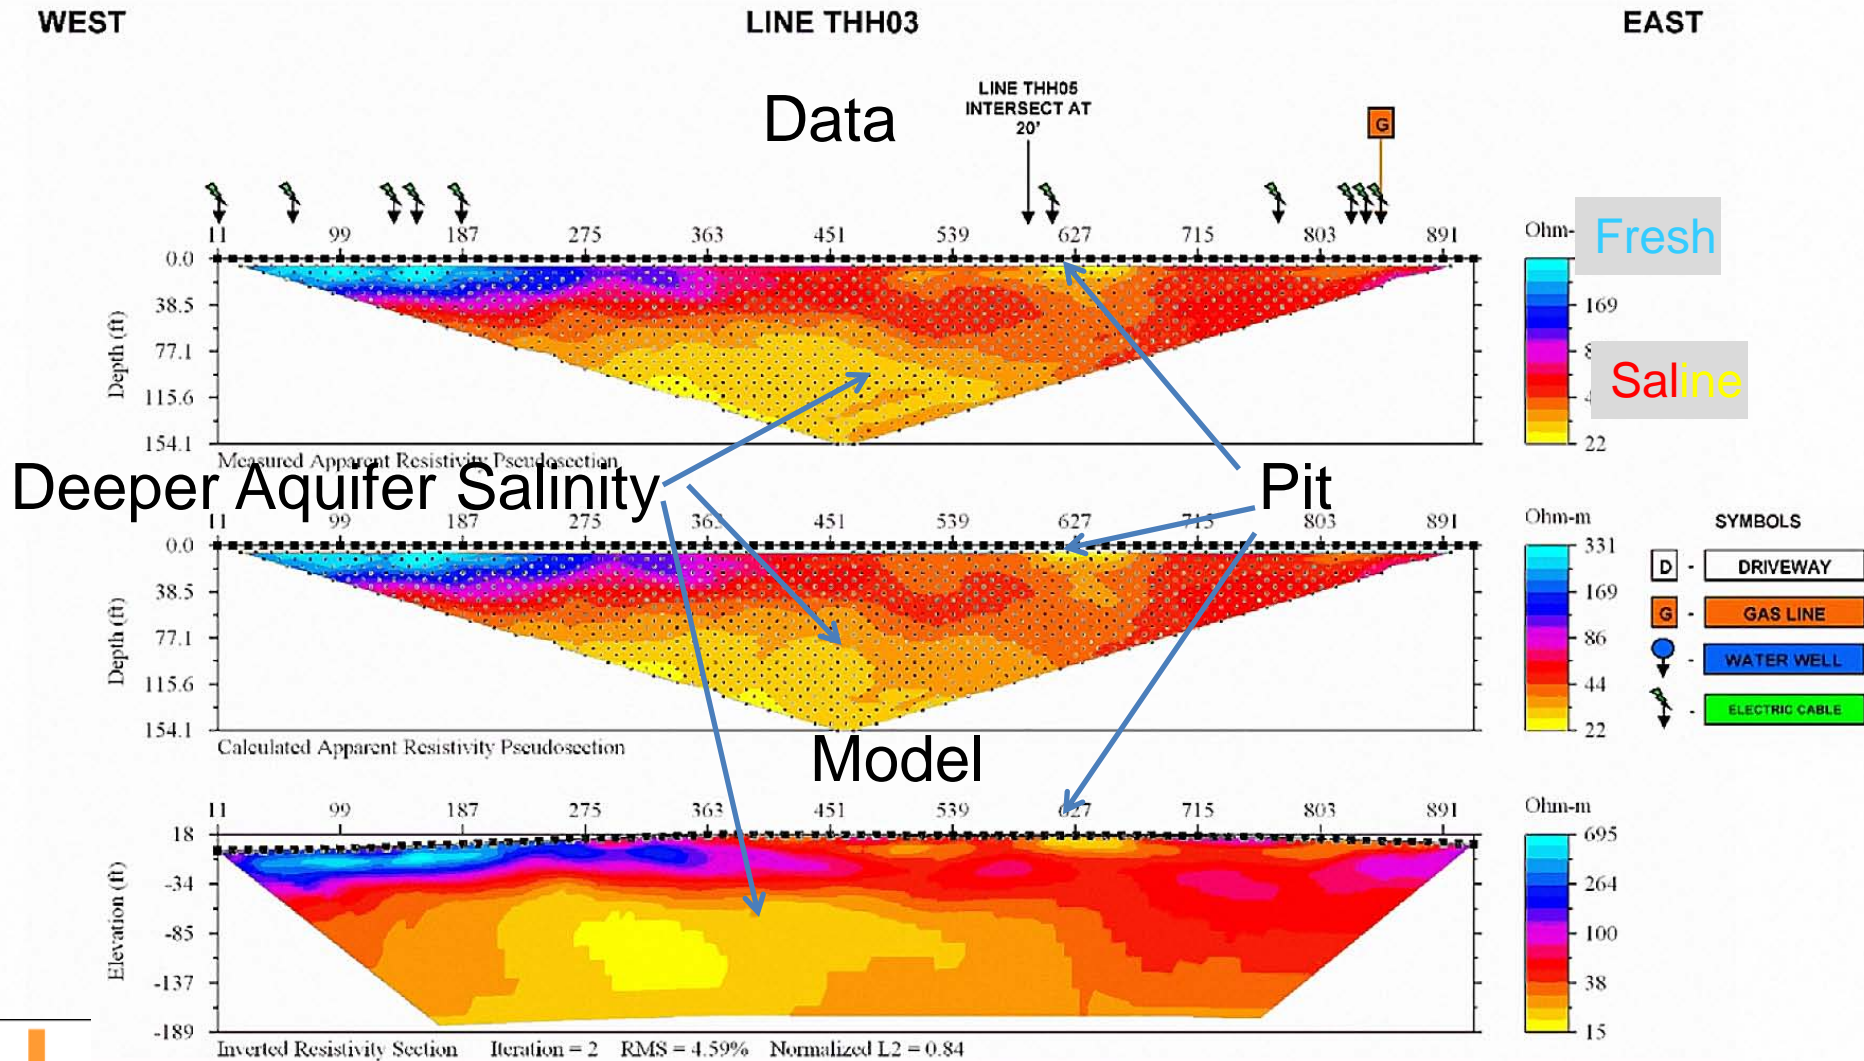 WEST
LINE THH03
EAST
Data
LINE THH05
INTERSECT AT
20'
G
Fresh
Saline
11 99 187 275 363 451 539 627 715 803 891
Ohm-
0.0
38.5
77.1
115.6
154.1
Depth (ft)
169
8
4
22
Measured Apparent Resistivity Pseudosection
Deeper Aquifer Salinity
Pit
11 99 187 275 363 451 539 627 715 803 891
Ohm-m
0.0
38.5
77.1
115.6
154.1
Depth (ft)
331
169
86
44
22
SYMBOLS
D - DRIVEWAY
G - GAS LINE
- WATER WELL
- ELECTRIC CABLE
Calculated Apparent Resistivity Pseudosection
Model
11 99 187 275 363 451 539 627 715 803 891
Ohm-m
18
-34
-85
-137
-189
Elevation (ft)
695
264
100
38
15
Inverted Resistivity Section Iteration = 2 RMS = 4.59% Normalized L2 = 0.84